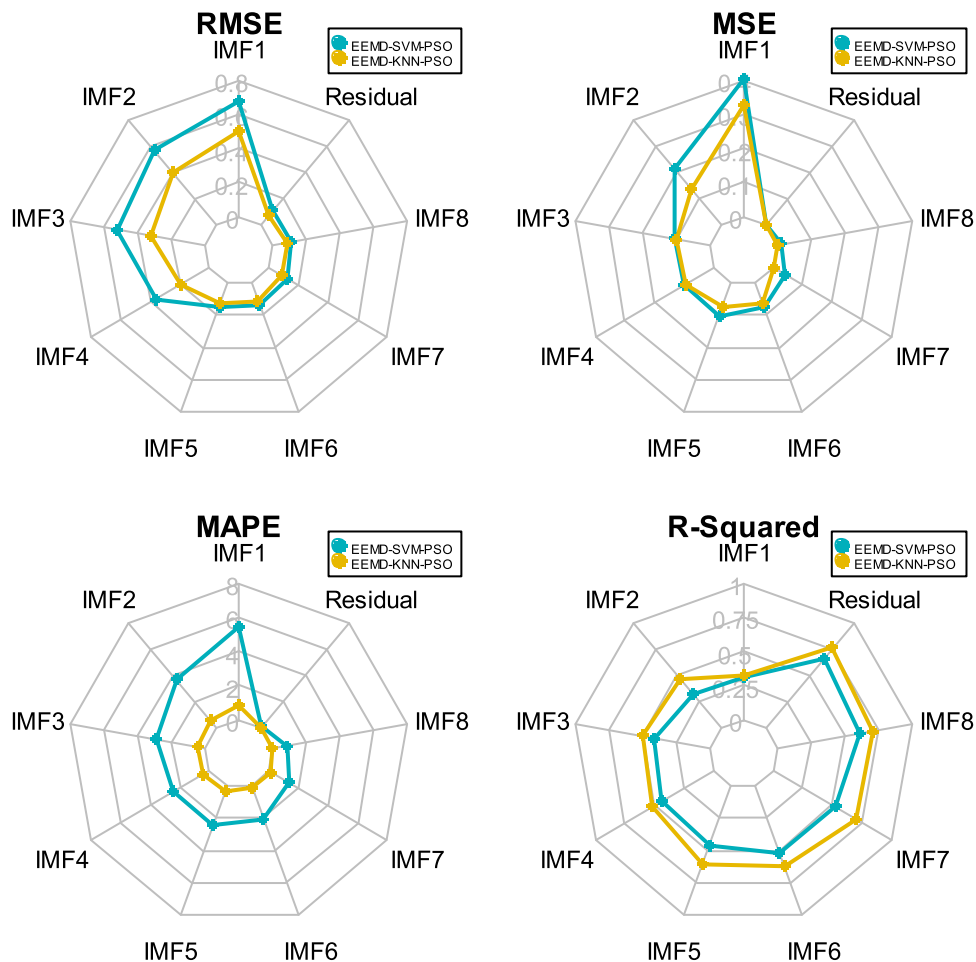 RMSE
IMF1
EEMD-SVM-PSO
EEMD-KNN-PSO
Residual
IMF2
IMF3
IMF4
IMF5
IMF6
IMF7
IMF8
0.8
0.6
0.4
0.2
0
MSE
IMF1
EEMD-SVM-PSO
EEMD-KNN-PSO
Residual
IMF2
IMF3
IMF4
IMF5
IMF6
IMF7
IMF8
0.2
0.1
0
MAPE
IMF1
EEMD-SVM-PSO
EEMD-KNN-PSO
Residual
IMF2
IMF3
IMF4
IMF5
IMF6
IMF7
IMF8
8
6
4
2
0
R-Squared
IMF1
EEMD-SVM-PSO
EEMD-KNN-PSO
Residual
IMF2
IMF3
IMF4
IMF5
IMF6
IMF7
IMF8
1
0.75
0.5
0.25
0